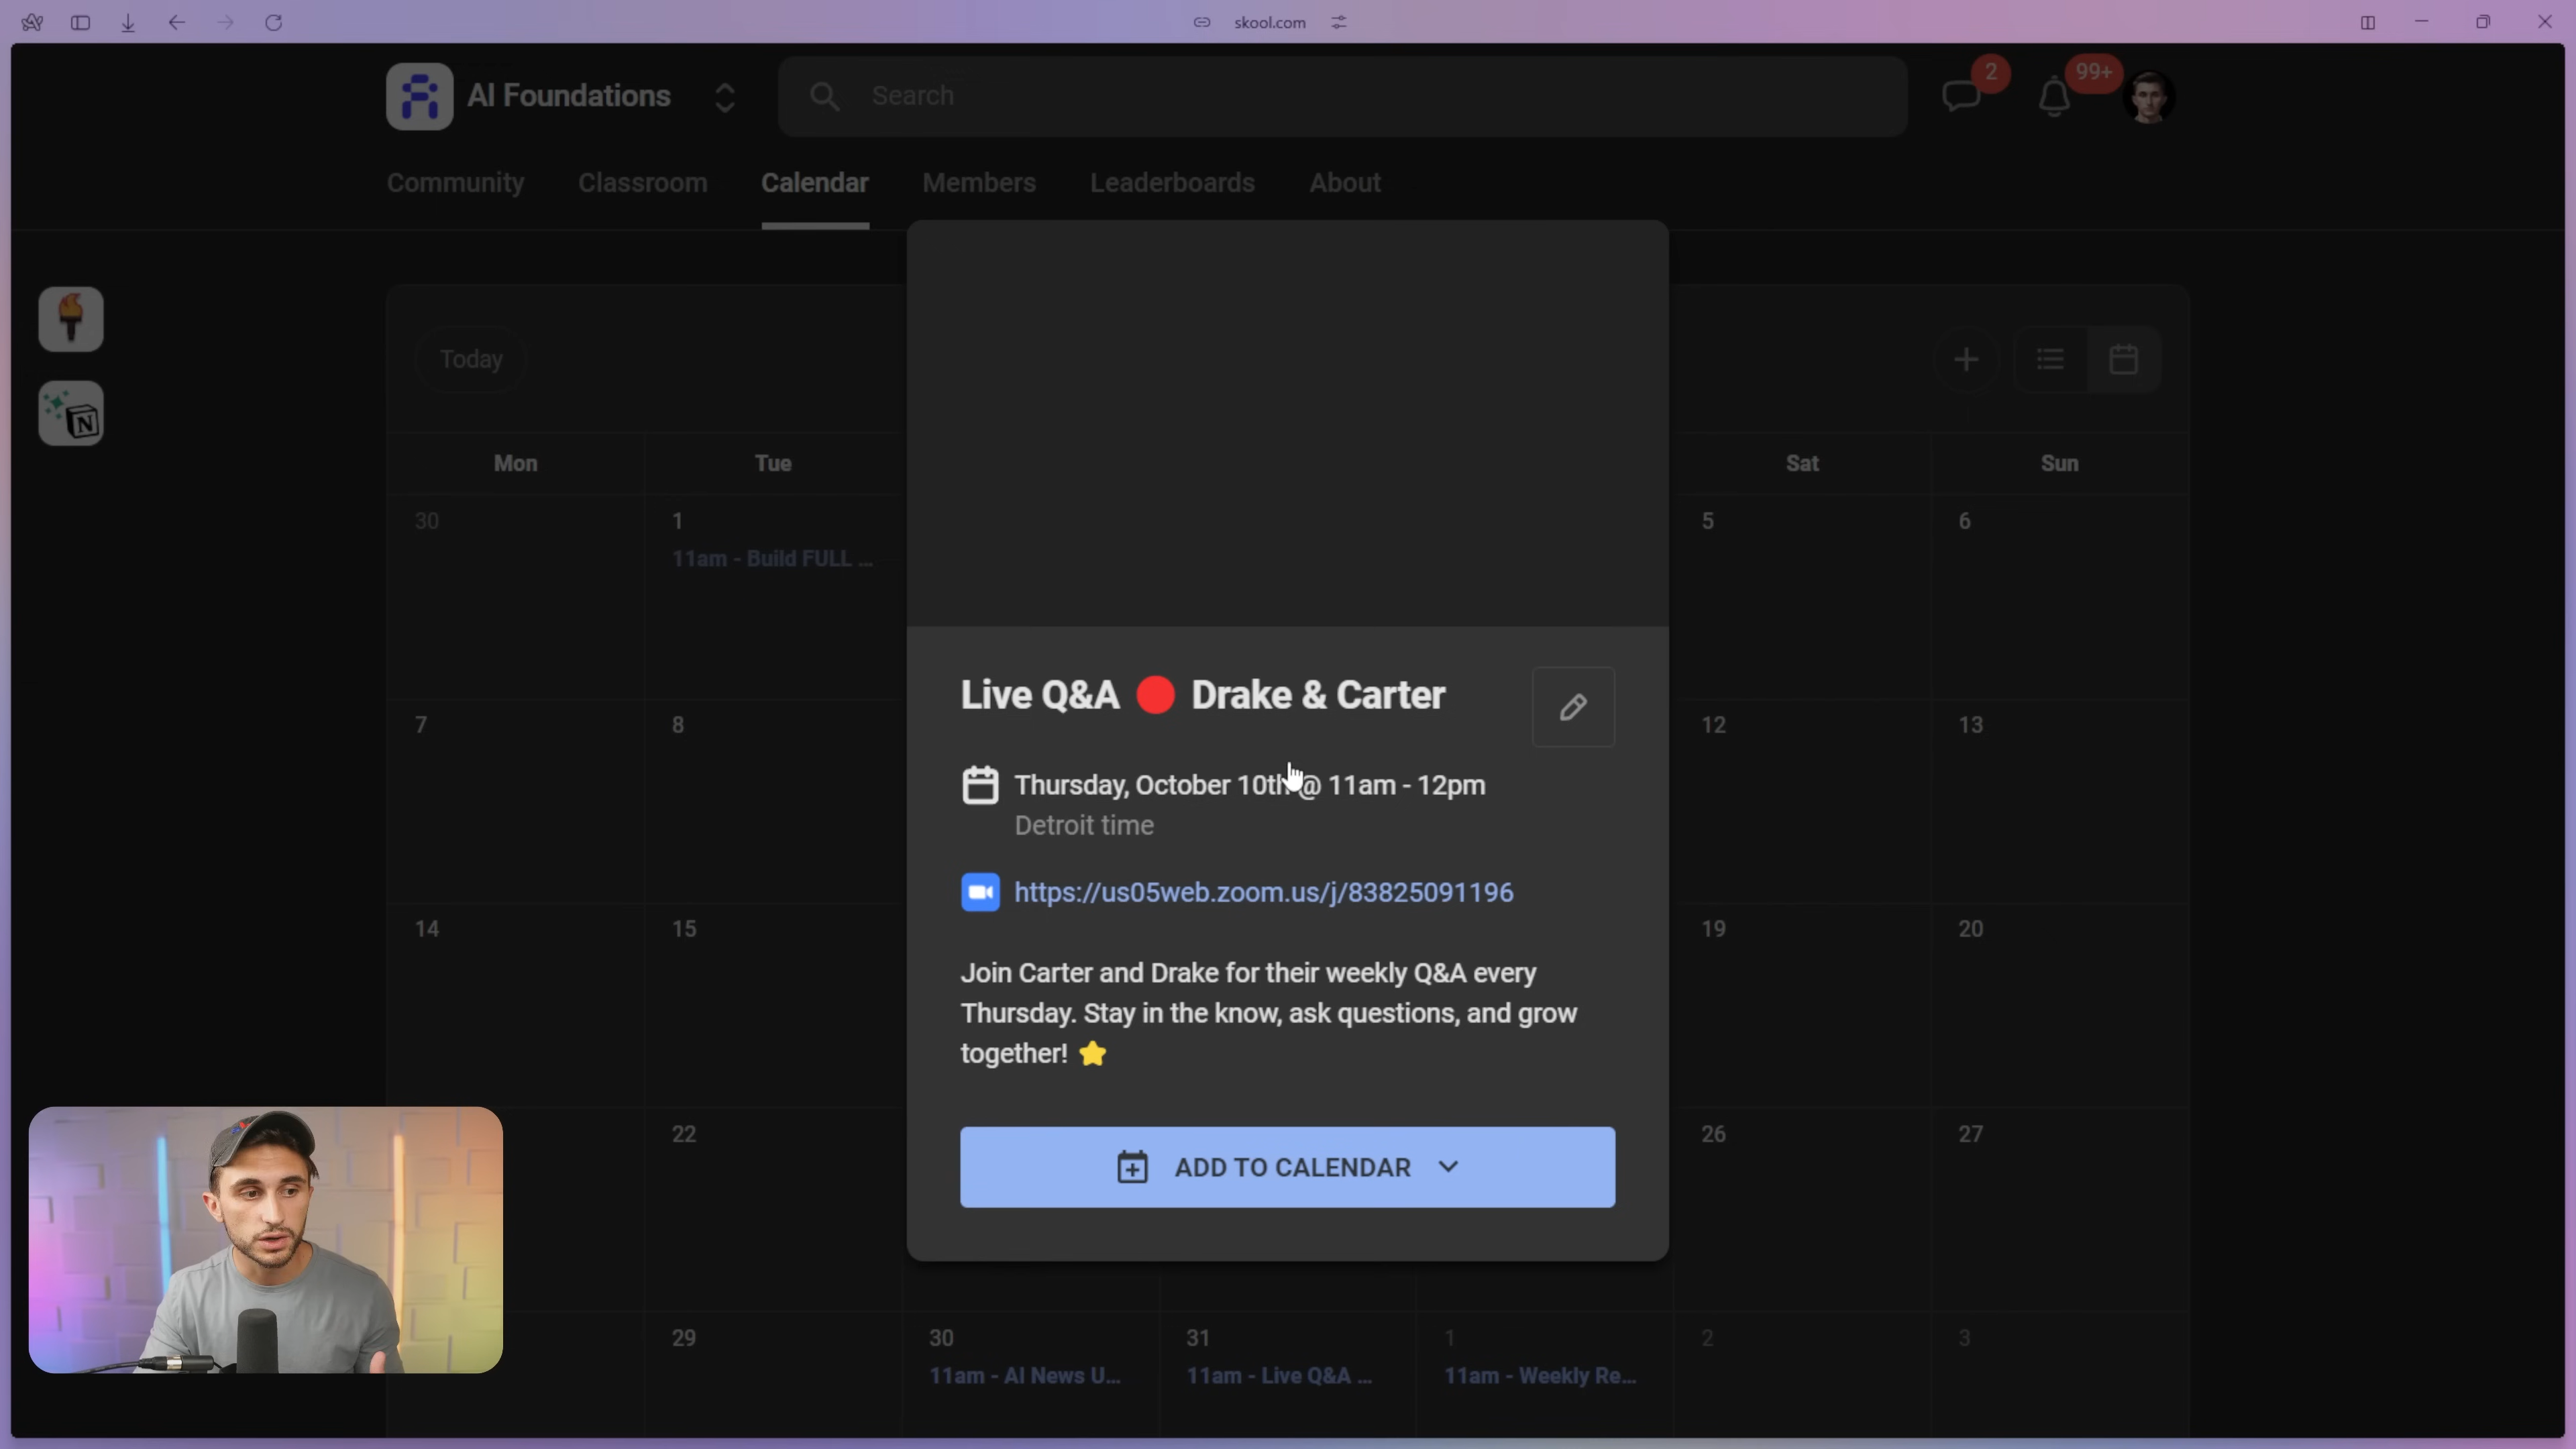 skool.com
AI Foundations
Search
2
99+
Community
Classroom
Calendar
Members
Leaderboards
About
Today
Mon
Tue
Sat
Sun
30
1
11am - Build FULL ...
5
6
Live Q&A 🔴 Drake & Carter
7
8
12
13
Thursday, October 10th @ 11am - 12pm
Detroit time
https://us05web.zoom.us/j/83825091196
14
15
19
20
Join Carter and Drake for their weekly Q&A every
Thursday. Stay in the know, ask questions, and grow
together! ⭐
22
26
27
ADD TO CALENDAR
29
30
11am - AI News U...
31
11am - Live Q&A ...
1
11am - Weekly Re...
2
3